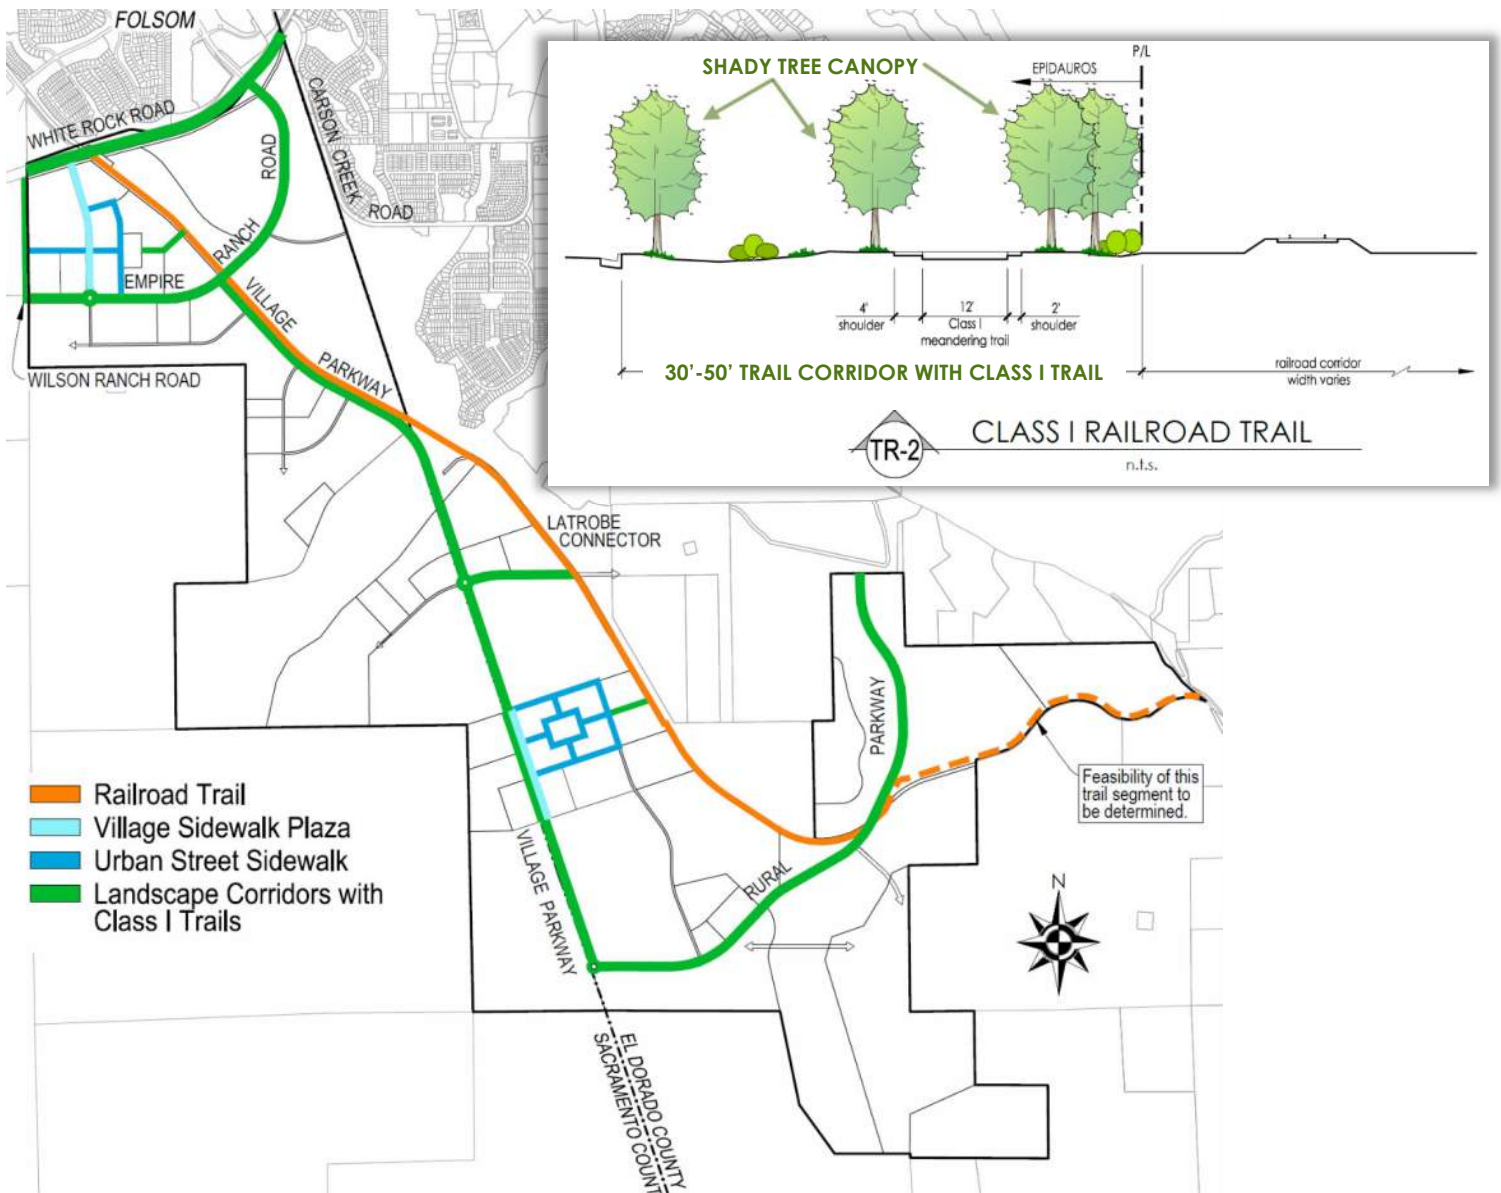 FOLSOM
WHITE ROCK ROAD
ROAD
CARSON CREEK
ROAD
RANCH
EMPIRE
VILLAGE
PARKWAY
WILSON RANCH ROAD
SHADY TREE CANOPY
P/L
EPIDAUROS
4'
shoulder
12'
Class I
meandering trail
2'
shoulder
30'-50' TRAIL CORRIDOR WITH CLASS I TRAIL
railroad corridor
width varies
TR-2
CLASS I RAILROAD TRAIL
n.t.s.
LATROBE
CONNECTOR
PARKWAY
Feasibility of this
trail segment to
be determined.
Railroad Trail
Village Sidewalk Plaza
Urban Street Sidewalk
Landscape Corridors with
Class I Trails
VILLAGE PARKWAY
RURAL
N
EL DORADO COUNTY
SACRAMENTO COUNT